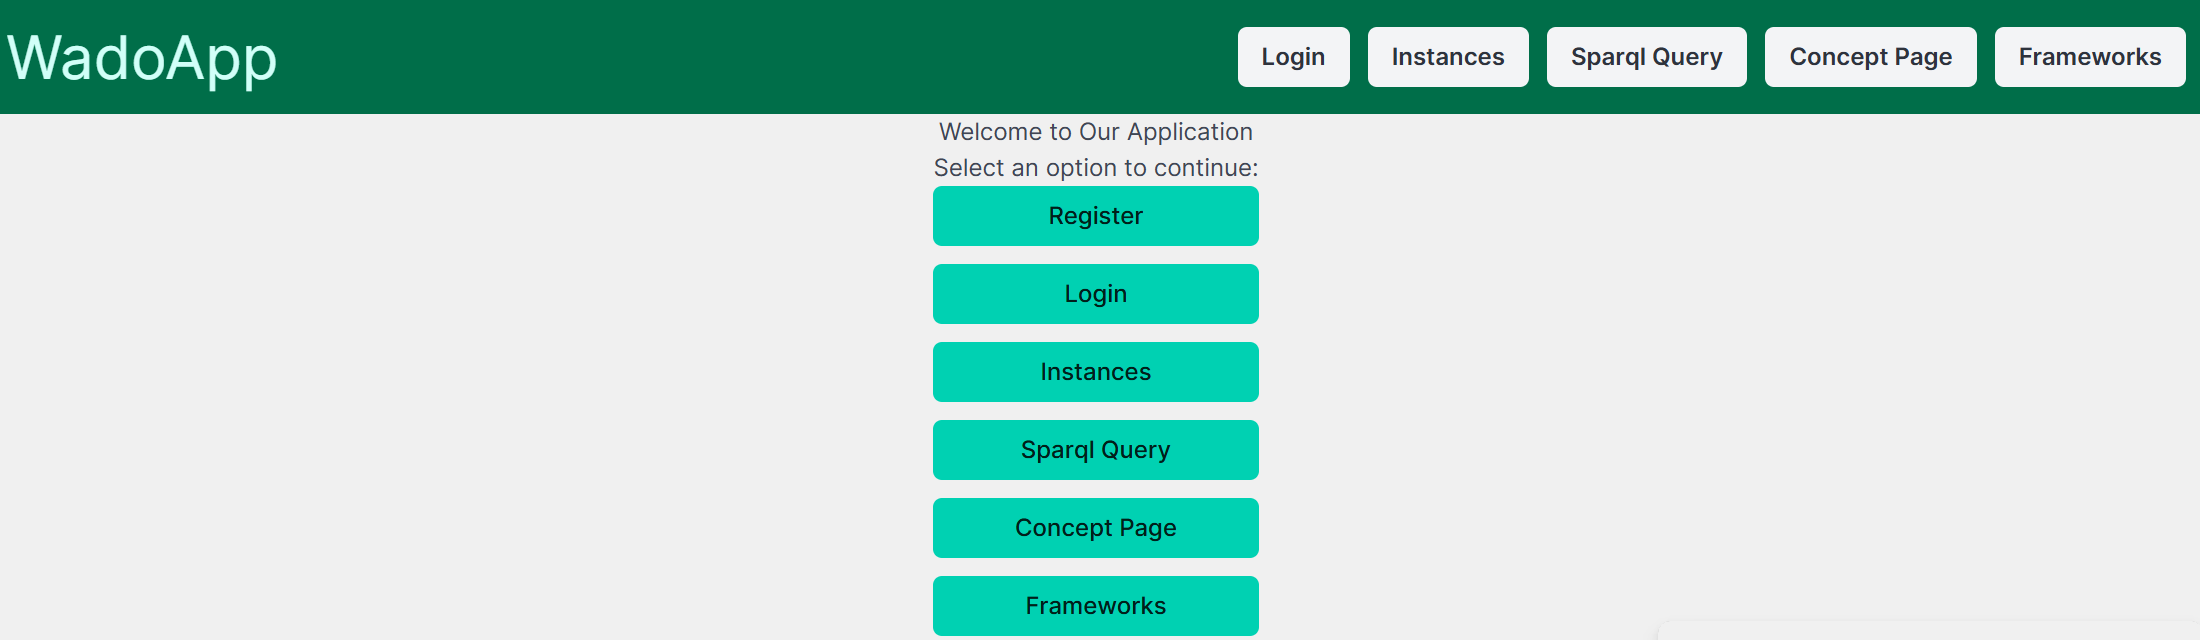 WadoApp
Login Instances Sparql Query Concept Page Frameworks
Welcome to Our Application
Select an option to continue:
Register
Login
Instances
Sparql Query
Concept Page
Frameworks